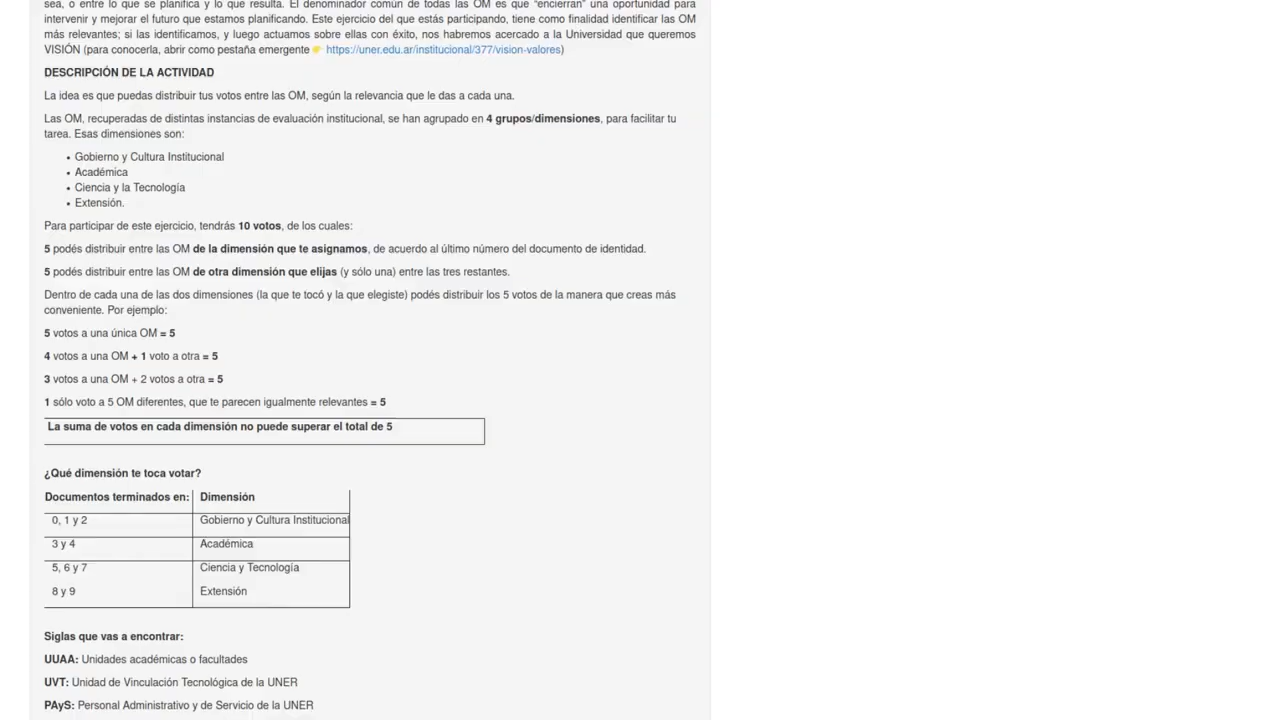 sea, o entre lo que se planifica y lo que resulta. El denominador común de todas las OM es que "encierran" una oportunidad para
intervenir y mejorar el futuro que estamos planificando. Este ejercicio del que estás participando, tiene como finalidad identificar las OM
más relevantes; si las identificamos, y luego actuamos sobre ellas con éxito, nos habremos acercado a la Universidad que queremos
VISIÓN (para conocerla, abrir como pestaña emergente 👉 https://uner.edu.ar/institucional/377/vision-valores)
DESCRIPCIÓN DE LA ACTIVIDAD
La idea es que puedas distribuir tus votos entre las OM, según la relevancia que le das a cada una.
Las OM, recuperadas de distintas instancias de evaluación institucional, se han agrupado en 4 grupos/dimensiones, para facilitar tu
tarea. Esas dimensiones son:
• Gobierno y Cultura Institucional
• Académica
• Ciencia y la Tecnología
• Extensión.
Para participar de este ejercicio, tendrás 10 votos, de los cuales:
5 podés distribuir entre las OM de la dimensión que te asignamos, de acuerdo al último número del documento de identidad.
5 podés distribuir entre las OM de otra dimensión que elijas (y sólo una) entre las tres restantes.
Dentro de cada una de las dos dimensiones (la que te tocó y la que elegiste) podés distribuir los 5 votos de la manera que creas más
conveniente. Por ejemplo:
5 votos a una única OM = 5
4 votos a una OM + 1 voto a otra = 5
3 votos a una OM + 2 votos a otra = 5
1 sólo voto a 5 OM diferentes, que te parecen igualmente relevantes = 5
La suma de votos en cada dimensión no puede superar el total de 5
¿Qué dimensión te toca votar?
Documentos terminados en: Dimensión
0, 1 y 2 Gobierno y Cultura Institucional
3 y 4 Académica
5, 6 y 7 Ciencia y Tecnología
8 y 9 Extensión
Siglas que vas a encontrar:
UUAA: Unidades académicas o facultades
UVT: Unidad de Vinculación Tecnológica de la UNER
PAyS: Personal Administrativo y de Servicio de la UNER